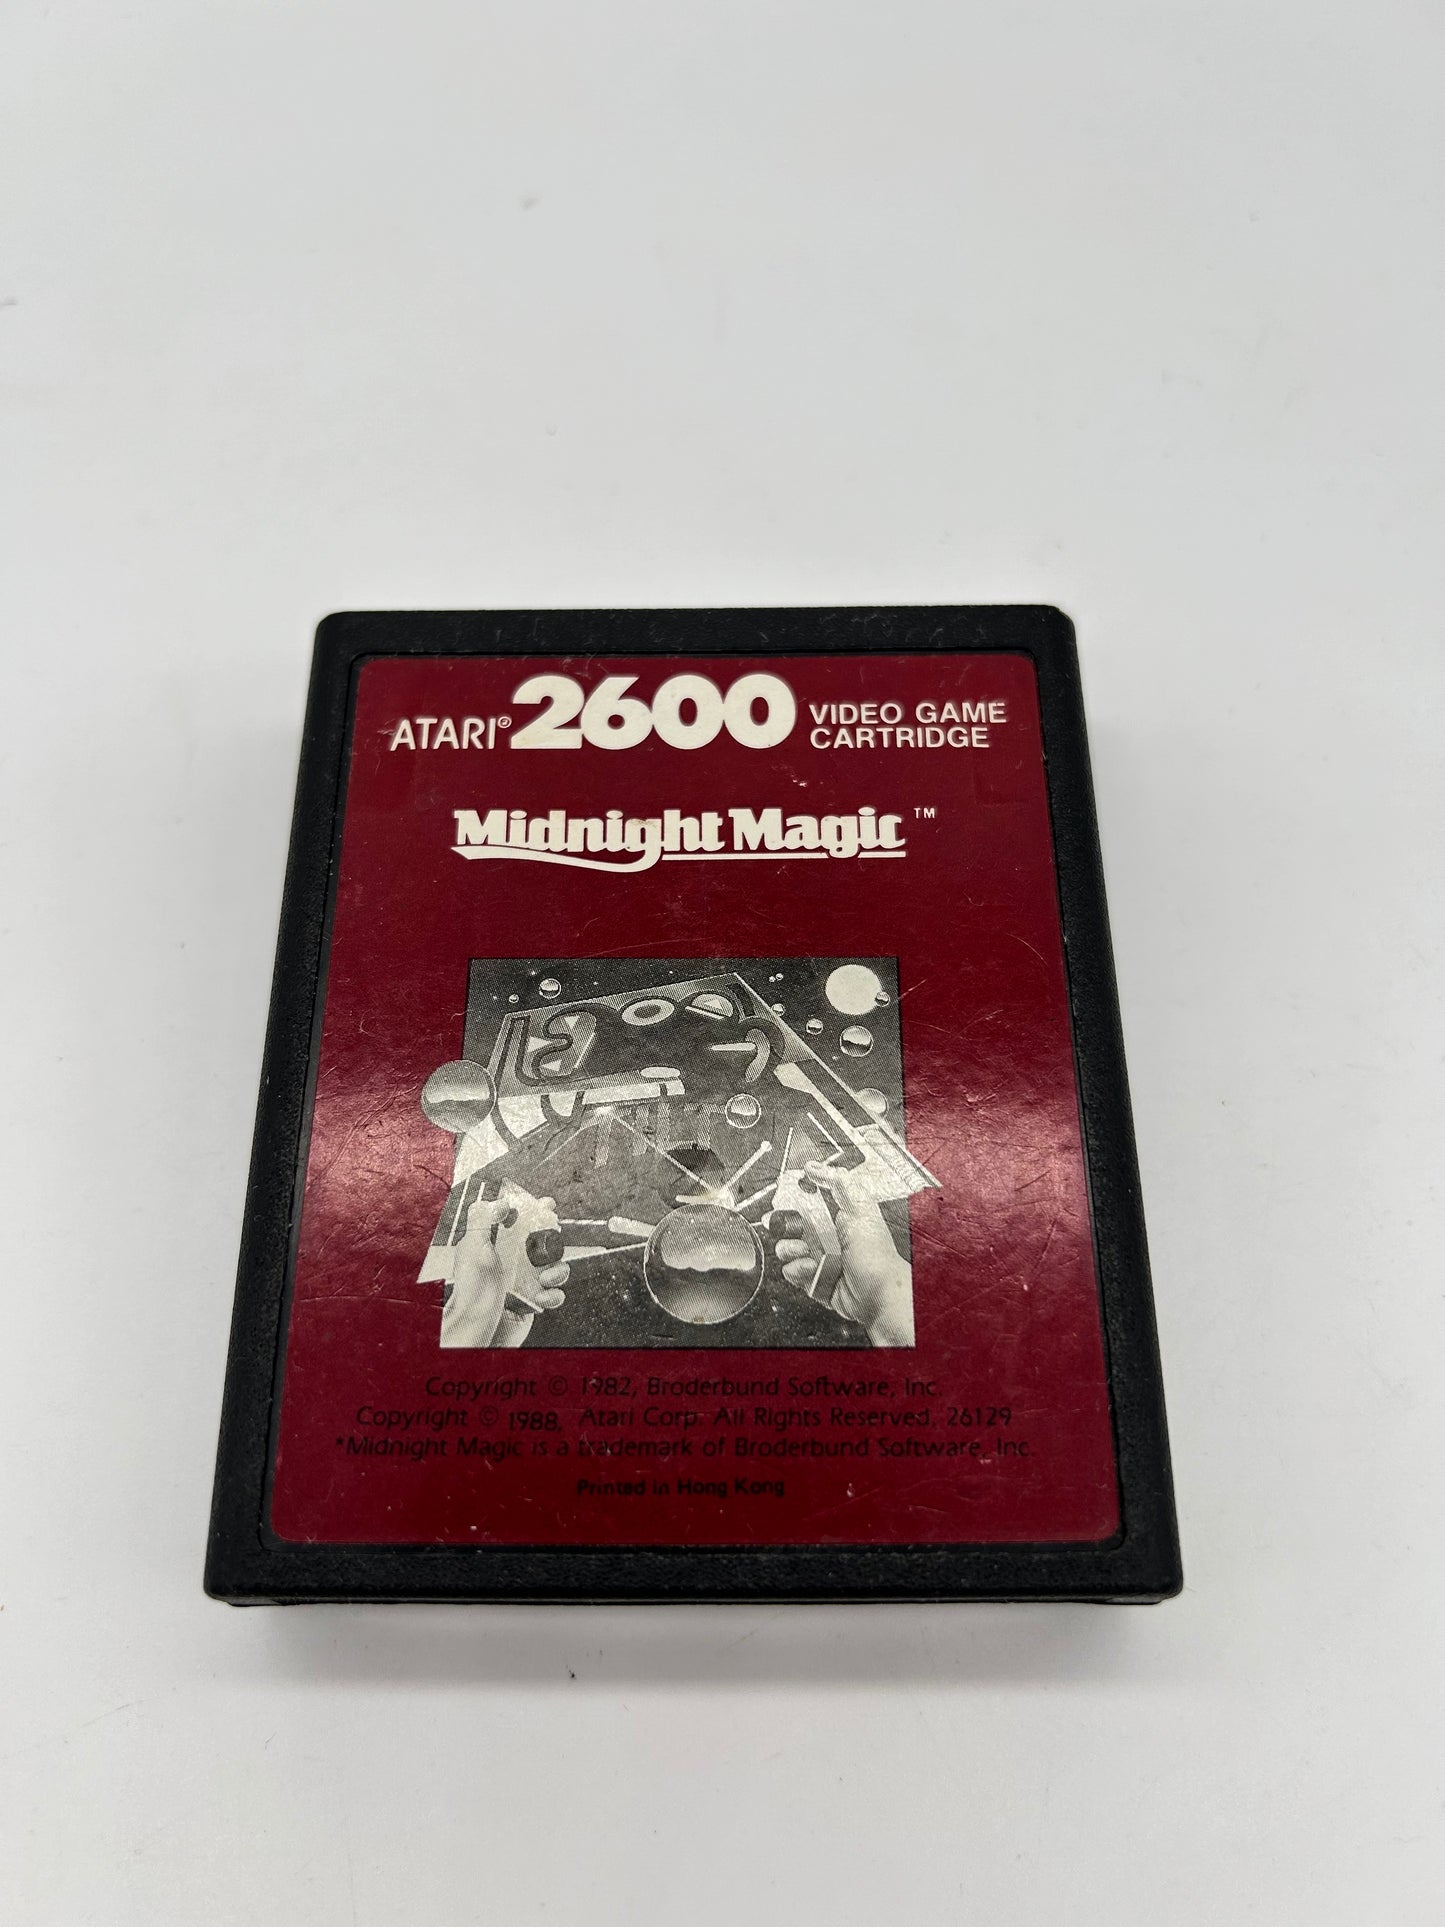 ATARI® 2600 VIDEO GAME
CARTRIDGE
Midnight Magic™
Copyright © 1982, Broderbund Software, Inc.
Copyright © 1988, Atari Corp. All Rights Reserved. 26129
*Midnight Magic is a trademark of Broderbund Software, Inc.
Printed in Hong Kong